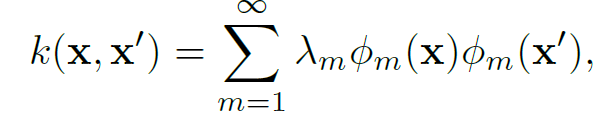 k(𝐱, 𝐱′) = ∑_{m=1}^{∞} λ_m ϕ_m(𝐱) ϕ_m(𝐱′),